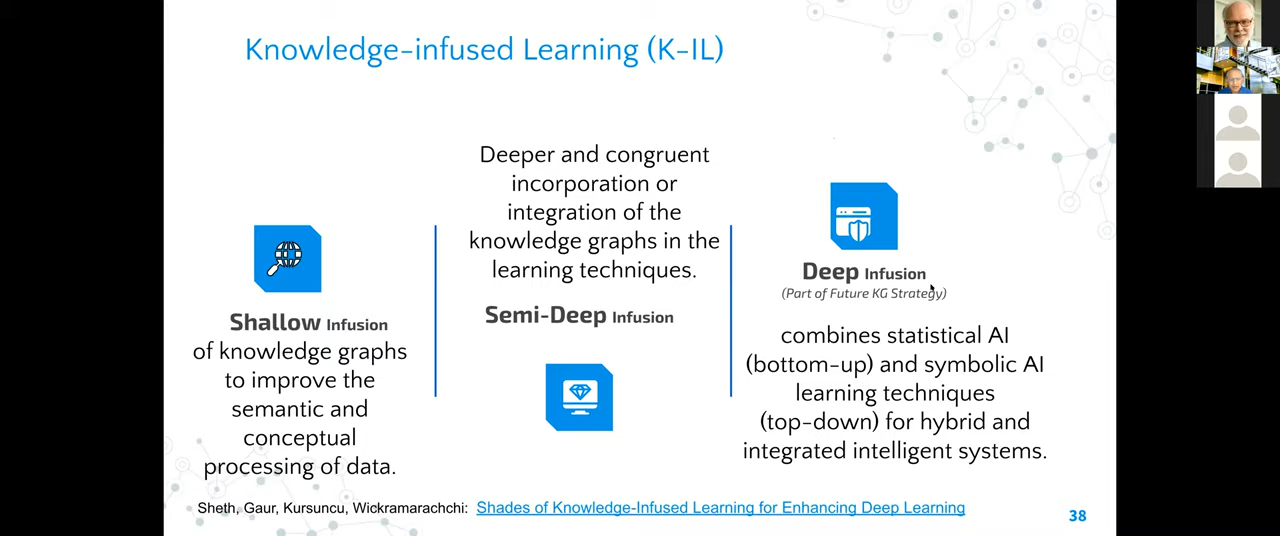 Knowledge-infused Learning (K-IL)
Shallow Infusion
of knowledge graphs
to improve the
semantic and
conceptual
processing of data.
Deeper and congruent
incorporation or
integration of the
knowledge graphs in the
learning techniques.
Semi-Deep Infusion
Deep Infusion
(Part of Future KG Strategy)
combines statistical AI
(bottom-up) and symbolic AI
learning techniques
(top-down) for hybrid and
integrated intelligent systems.
Sheth, Gaur, Kursuncu, Wickramarachchi: Shades of Knowledge-Infused Learning for Enhancing Deep Learning
38